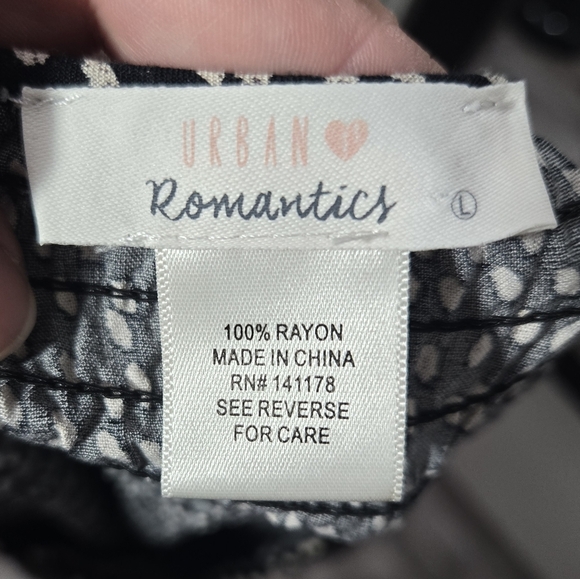 URBAN
Romantics
L
100% RAYON
MADE IN CHINA
RN# 141178
SEE REVERSE
FOR CARE